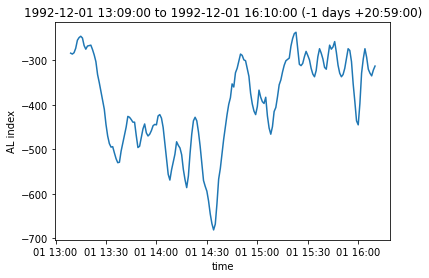 1992-12-01 13:09:00 to 1992-12-01 16:10:00 (-1 days +20:59:00)
−300
−400
−500
−600
−700
AL index
01 13:00 01 13:30 01 14:00 01 14:30 01 15:00 01 15:30 01 16:00
time